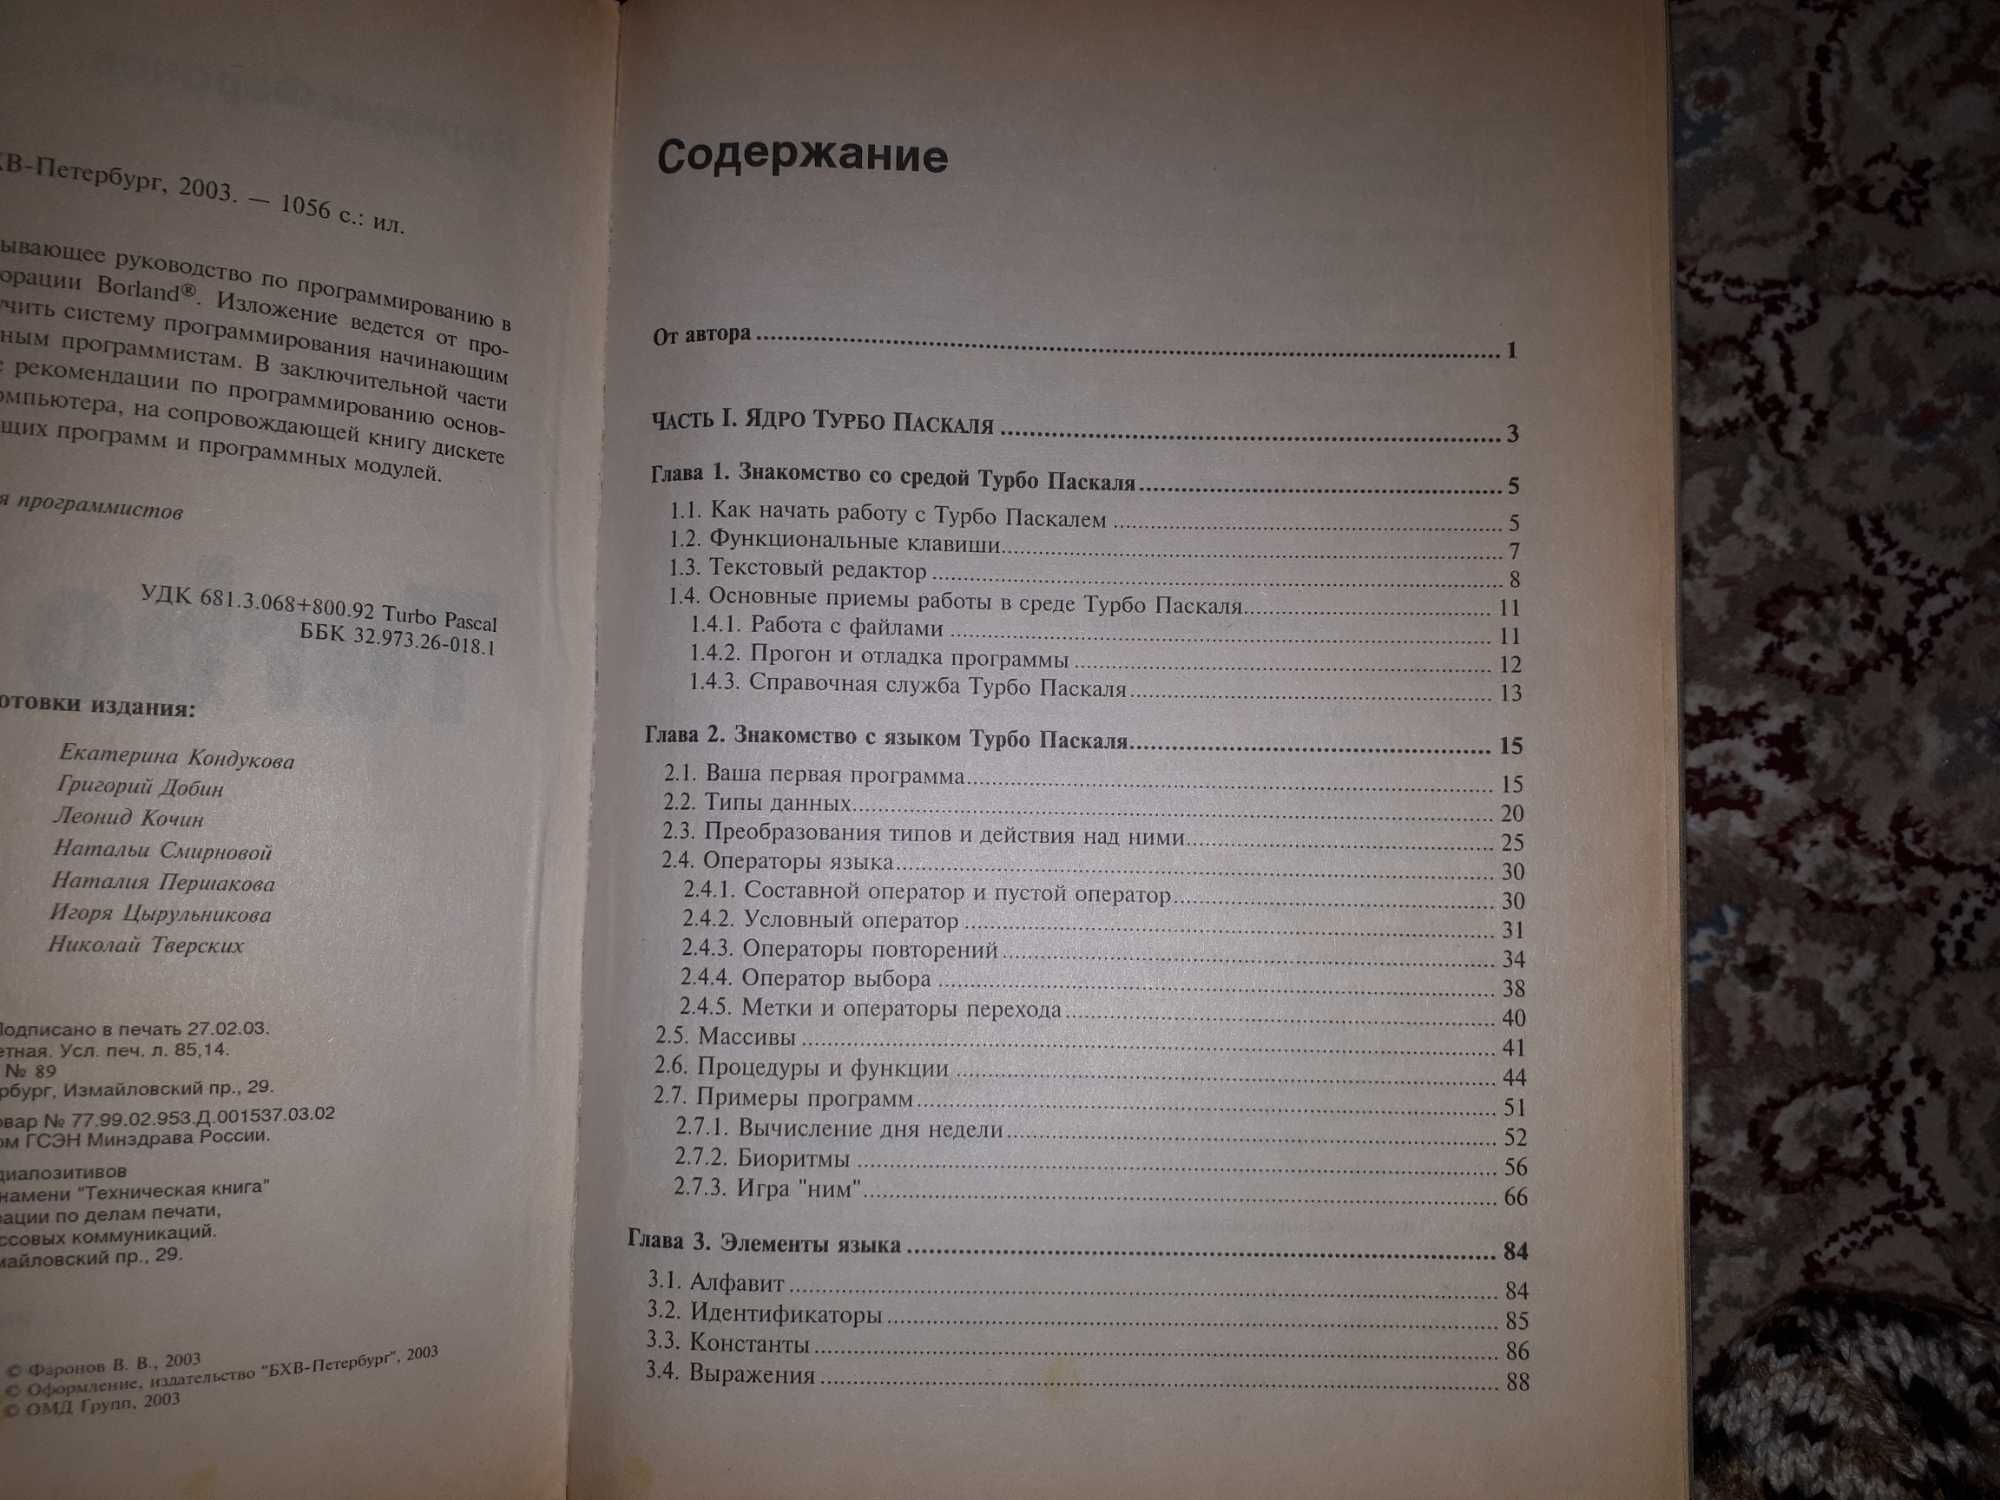 ХВ-Петербург, 2003. — 1056 с.: ил.
руководство по программированию в
Borland®. Изложение ведется от про-
систему программирования начинающим
программистам. В заключительной части
рекомендации по программированию основ-
на сопровождающей книгу дискете
программ и программных модулей.
программистов
УДК 681.3.068+800.92 Turbo Pascal
ББК 32.973.26-018.1
издания:
Екатерина Кондукова
Григорий Добин
Леонид Кочин
Натальи Смирновой
Наталия Першакова
Игоря Цырульникова
Николай Тверских
Подписано в печать 27.02.03.
Усл. печ. л. 85,14.
№ 89
Измайловский пр., 29.
№ 77.99.02.953.Д.001537.03.02
ГСЭН Минздрава России.
диапозитивов
"Техническая книга"
по делам печати,
коммуникаций.
пр., 29.
© Фаронов В. В., 2003
© Оформление, издательство "БХВ-Петербург", 2003
© ОМД Групп, 2003
Содержание
От автора ... 1
ЧАСТЬ I. ЯДРО ТУРБО ПАСКАЛЯ ... 3
Глава 1. Знакомство со средой Турбо Паскаля ... 5
1.1. Как начать работу с Турбо Паскалем ... 5
1.2. Функциональные клавиши ... 7
1.3. Текстовый редактор ... 8
1.4. Основные приемы работы в среде Турбо Паскаля ... 11
1.4.1. Работа с файлами ... 11
1.4.2. Прогон и отладка программы ... 12
1.4.3. Справочная служба Турбо Паскаля ... 13
Глава 2. Знакомство с языком Турбо Паскаля ... 15
2.1. Ваша первая программа ... 15
2.2. Типы данных ... 20
2.3. Преобразования типов и действия над ними ... 25
2.4. Операторы языка ... 30
2.4.1. Составной оператор и пустой оператор ... 30
2.4.2. Условный оператор ... 31
2.4.3. Операторы повторений ... 34
2.4.4. Оператор выбора ... 38
2.4.5. Метки и операторы перехода ... 40
2.5. Массивы ... 41
2.6. Процедуры и функции ... 44
2.7. Примеры программ ... 51
2.7.1. Вычисление дня недели ... 52
2.7.2. Биоритмы ... 56
2.7.3. Игра "ним" ... 66
Глава 3. Элементы языка ... 84
3.1. Алфавит ... 84
3.2. Идентификаторы ... 85
3.3. Константы ... 86
3.4. Выражения ... 88